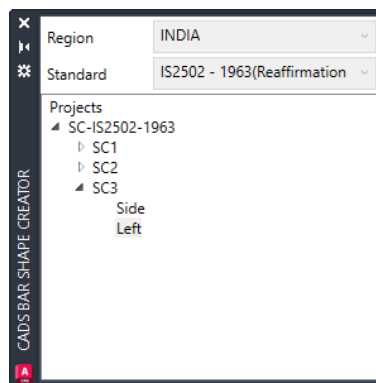 Region INDIA
Standard IS2502 - 1963(Reaffirmation
Projects
SC-IS2502-1963
SC1
SC2
SC3
Side
Left
CADS BAR SHAPE CREATOR
A